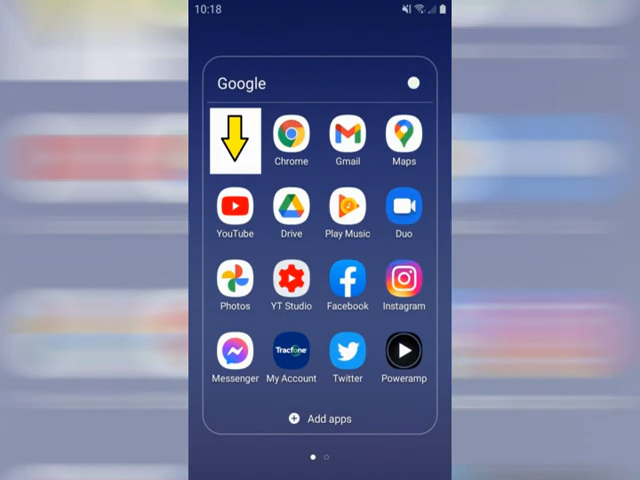 10:18
Google
Chrome
Gmail
Maps
YouTube
Drive
Play Music
Duo
Photos
YT Studio
Facebook
Instagram
Tracfone
Messenger
My Account
Twitter
Poweramp
Add apps